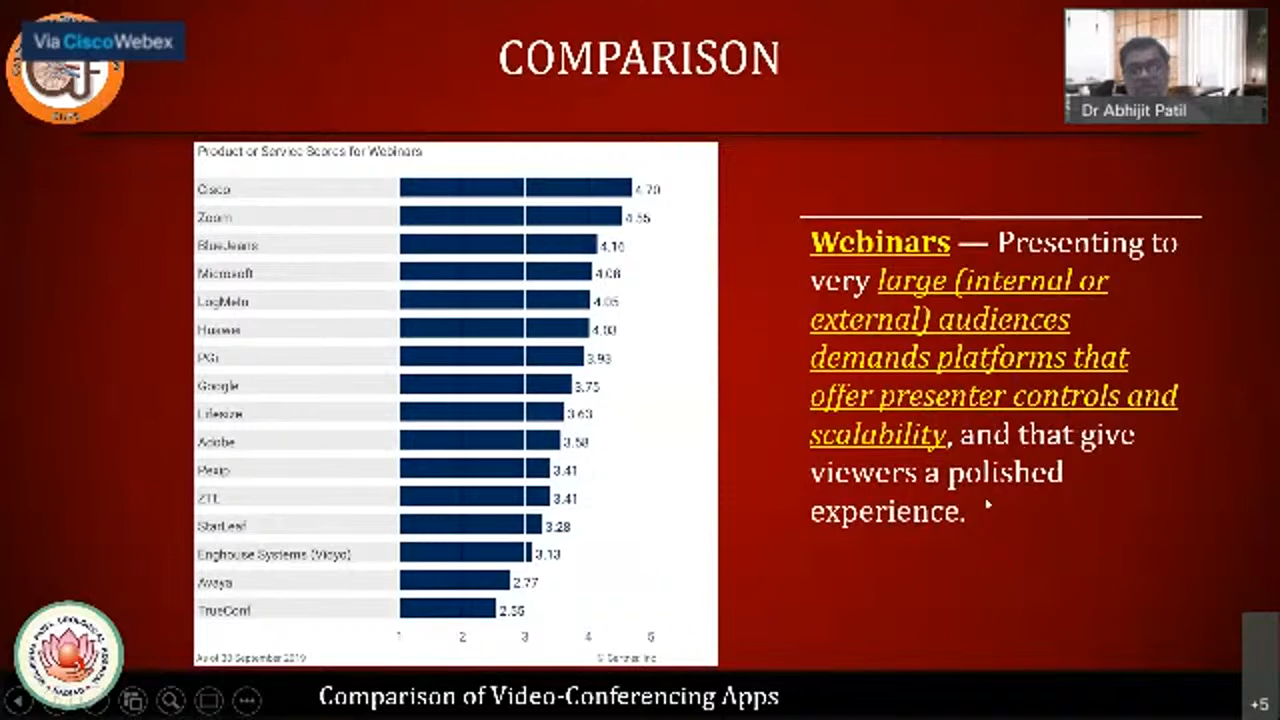 Via CiscoWebex
COMPARISON
Dr Abhijit Patil
Product or Service Scores for Webinars
Cisco 4.70
Zoom 4.55
BlueJeans 4.16
Microsoft 4.08
LogMeIn 4.05
Huawei 4.03
PGi 3.93
Google 3.75
Lifesize 3.63
Adobe 3.58
Pexip 3.41
ZTE 3.41
StarLeaf 3.28
Enghouse Systems (Vidyo) 3.13
Avaya 2.77
TrueConf 2.55
1 2 3 4 5
As of 30 September 2019 © Gartner, Inc
Webinars — Presenting to
very large (internal or
external) audiences
demands platforms that
offer presenter controls and
scalability, and that give
viewers a polished
experience.
Comparison of Video-Conferencing Apps
+5